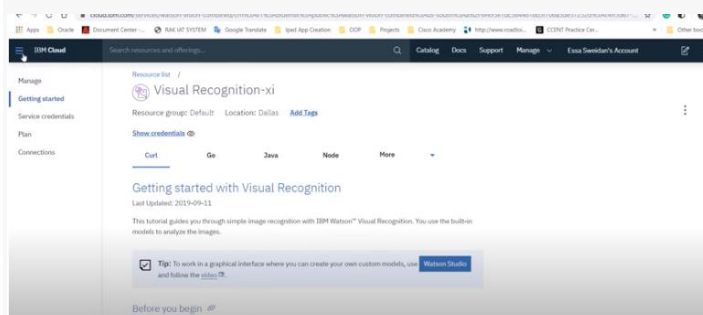 Apps Oracle Document Center -... RAK IAT SYSTEM Google Translate Ipad App Creation OOP Projects Cisco Academy http://www.roadtos... CCENT Practice Cer... Other boo
IBM Cloud Search resources and offerings... Catalog Docs Support Manage Essa Sweidan's Account
Manage
Getting started
Service credentials
Plan
Connections
Resource list /
Visual Recognition-xi
Resource group: Default Location: Dallas Add Tags
Show credentials
Curl Go Java Node More
Getting started with Visual Recognition
Last Updated: 2019-09-11
This tutorial guides you through simple image recognition with IBM Watson™ Visual Recognition. You use the built-in
models to analyze the images.
Tip: To work in a graphical interface where you can create your own custom models, use Watson Studio
and follow the video
Before you begin